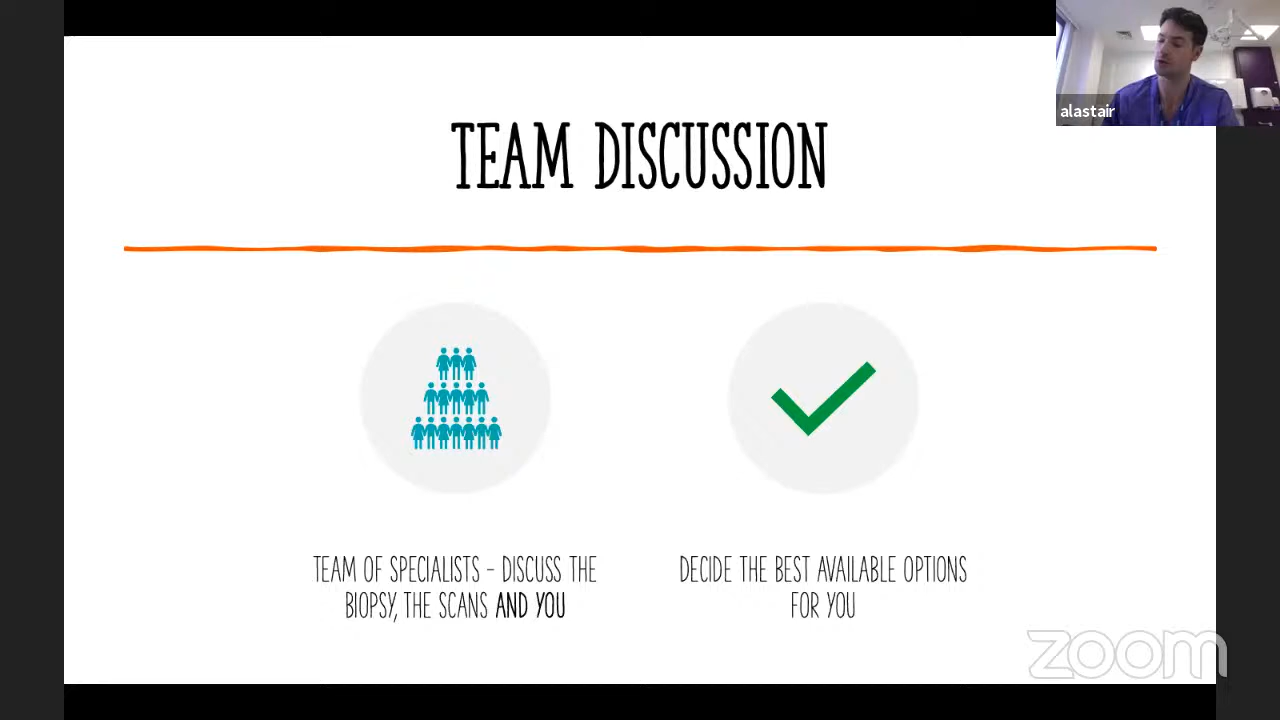 alastair
TEAM DISCUSSION
TEAM OF SPECIALISTS - DISCUSS THE
BIOPSY, THE SCANS AND YOU
DECIDE THE BEST AVAILABLE OPTIONS
FOR YOU
zoom